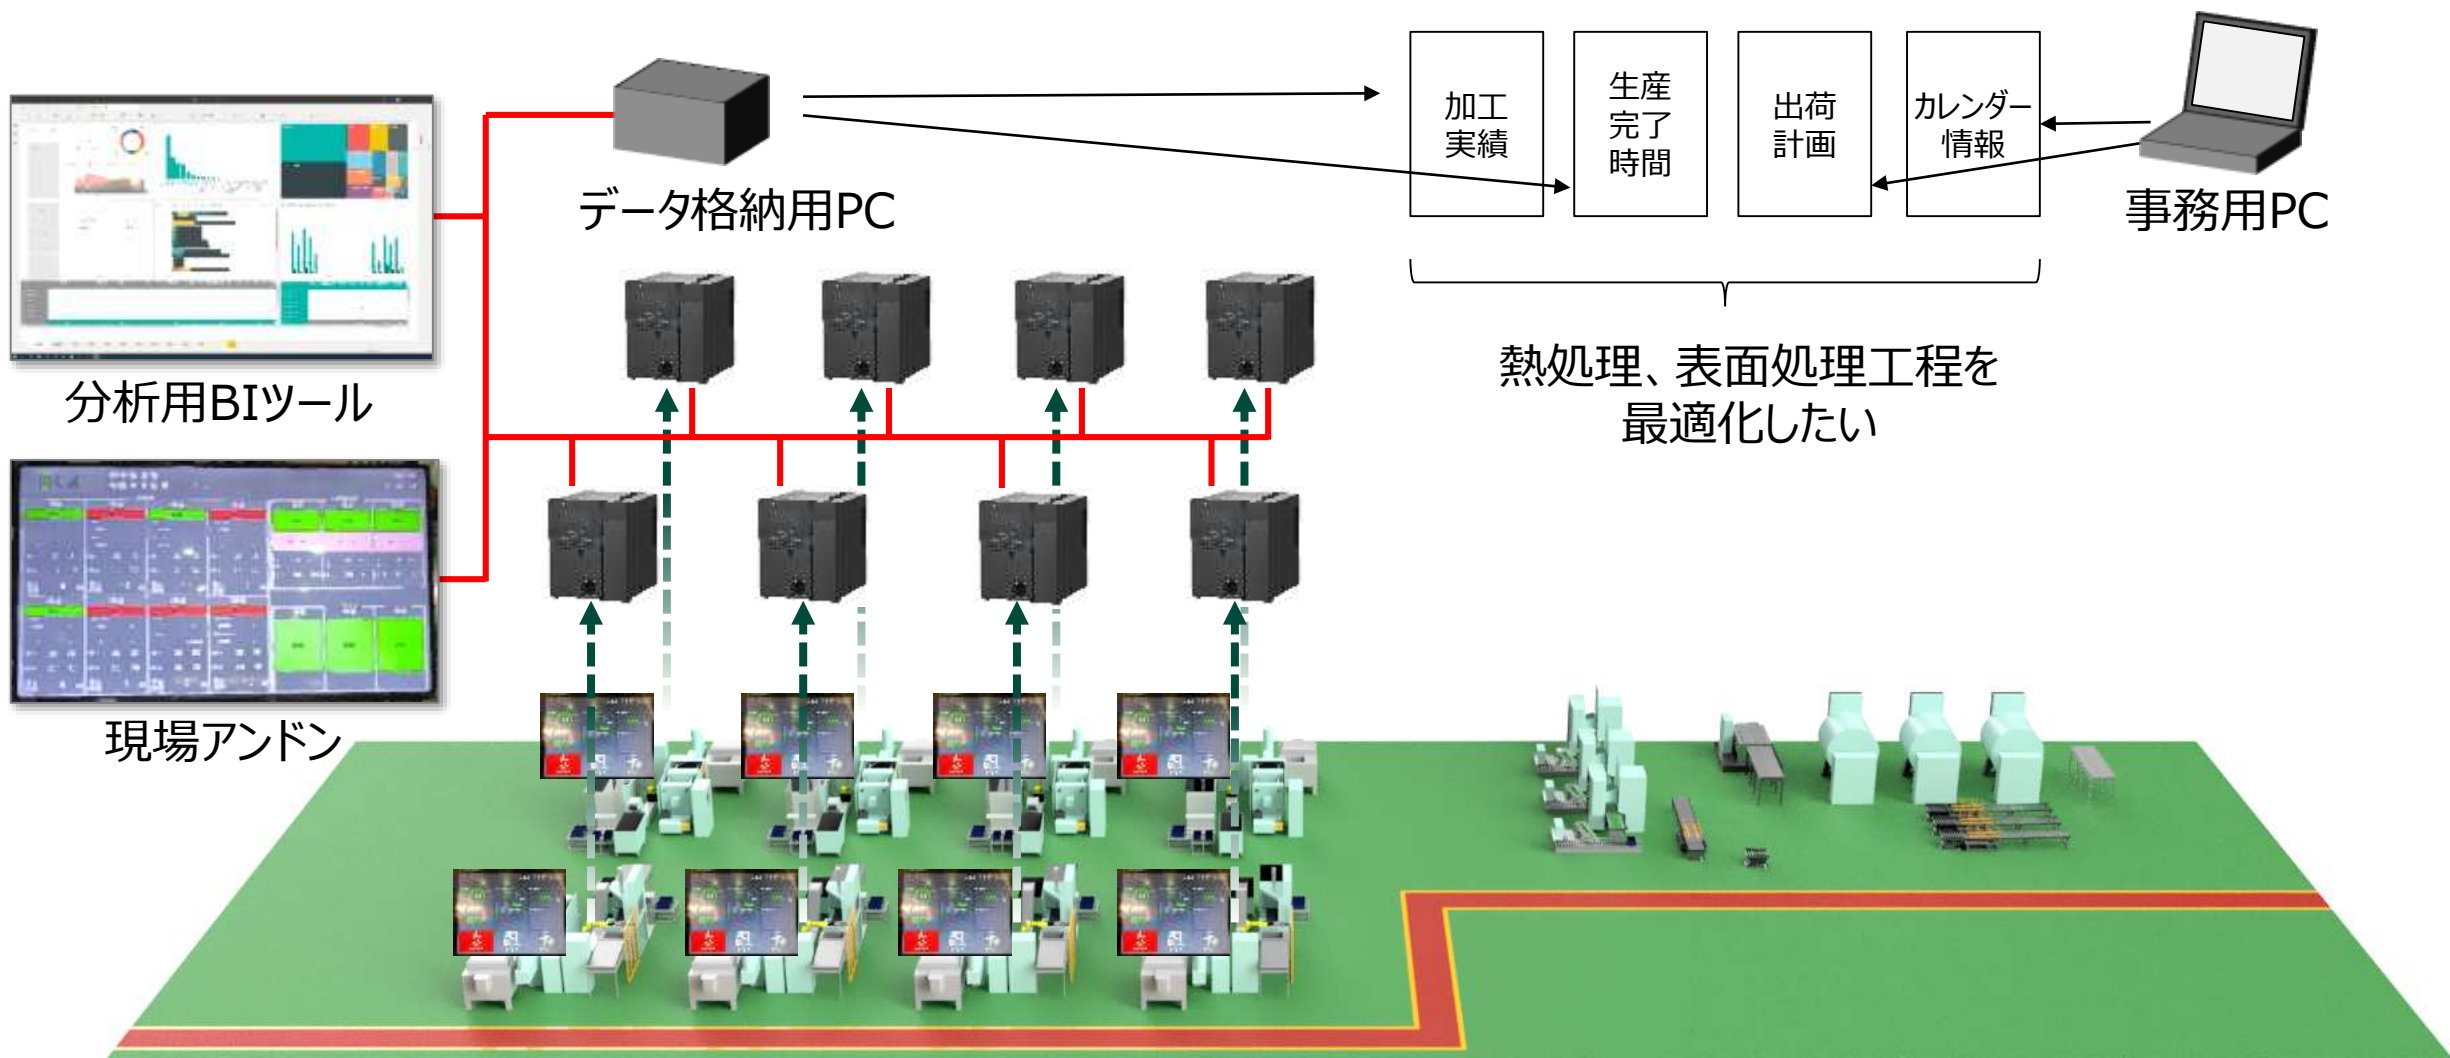 加工
実績
生産
完了
時間
出荷
計画
カレンダー
情報
データ格納用PC
事務用PC
分析用BIツール
熱処理、表面処理工程を
最適化したい
現場アンドン